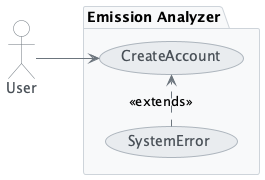 Emission Analyzer
CreateAccount
User
«extends»
SystemError